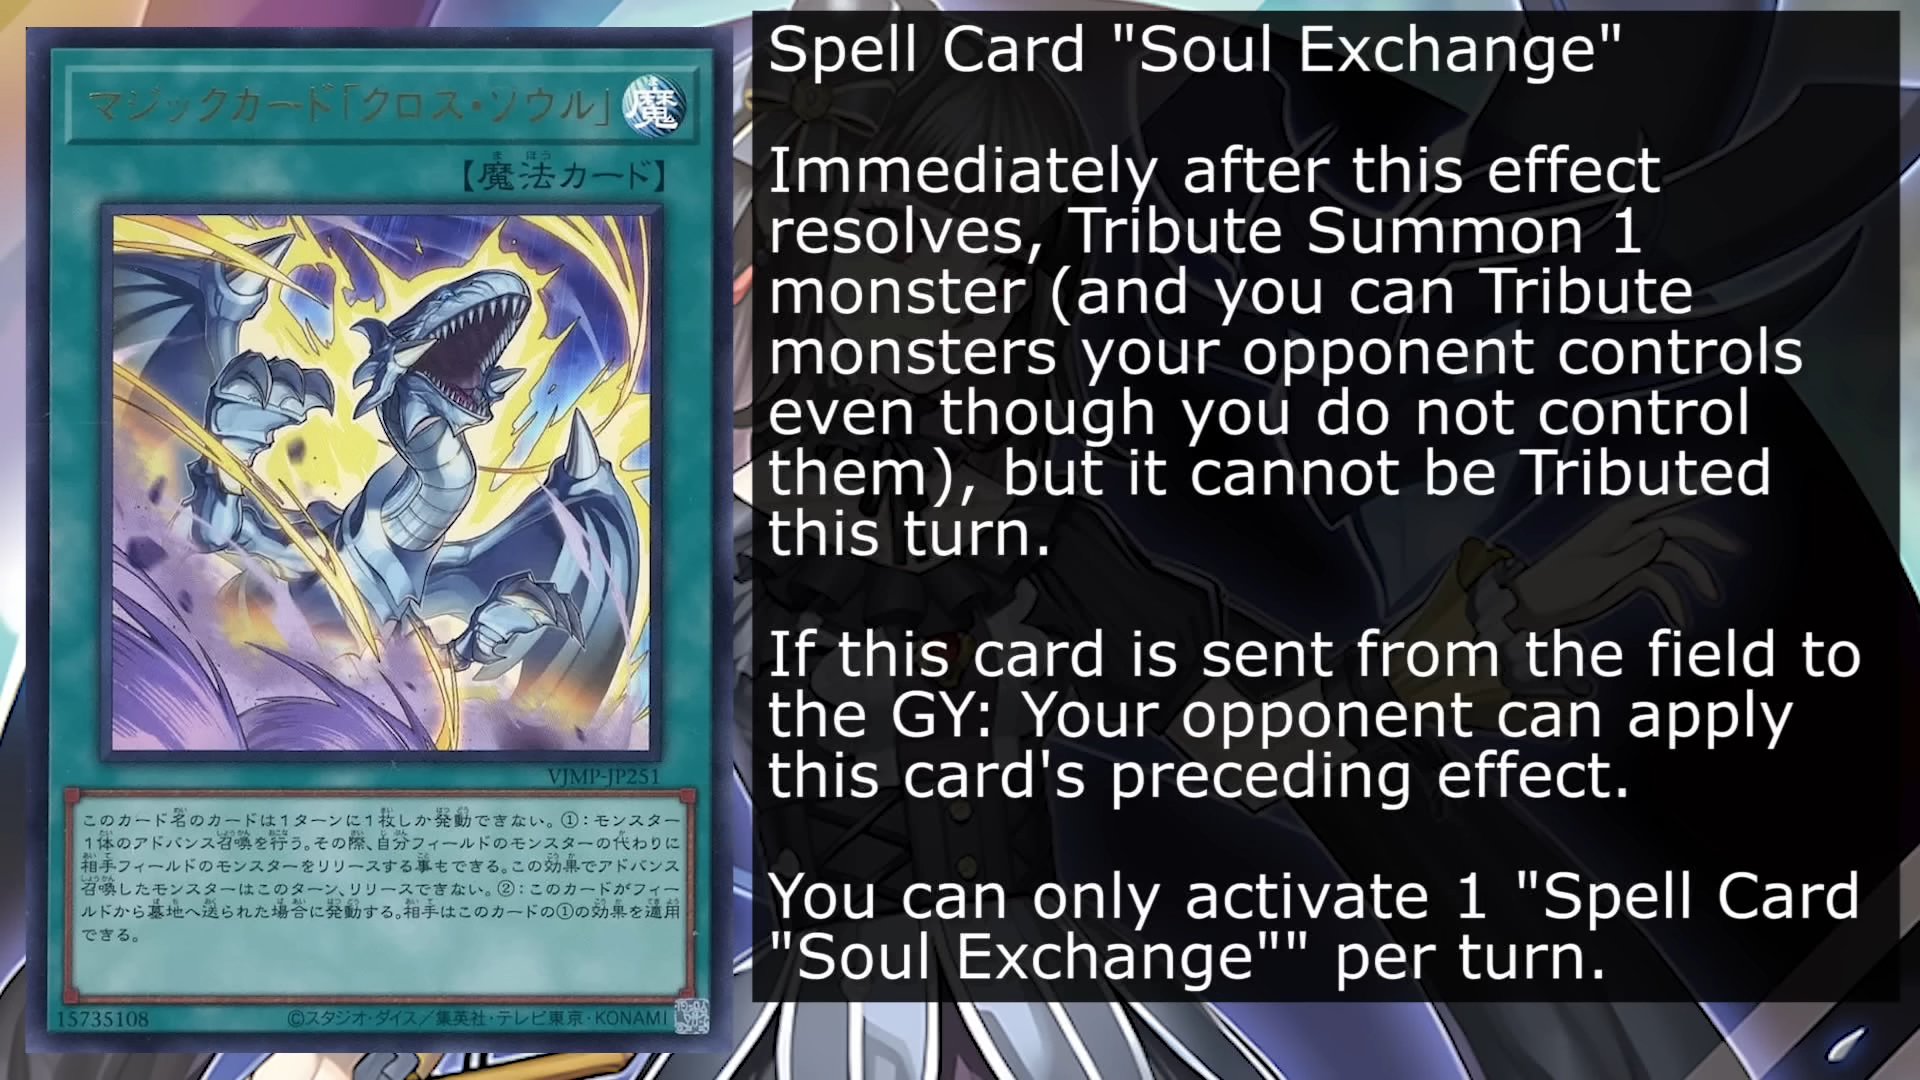 マジックカード「クロス・ソウル」
魔
【魔法カード】
VJMP-JP251
このカード名のカードは1ターンに1枚しか発動できない。①:モンスター
1体のアドバンス召喚を行う。その際、自分フィールドのモンスターの代わりに
相手フィールドのモンスターをリリースする事もできる。この効果でアドバンス
召喚したモンスターはこのターン、リリースできない。②:このカードがフィー
ルドから墓地へ送られた場合に発動する。相手はこのカードの①の効果を適用
できる。
15735108
©スタジオ・ダイス/集英社・テレビ東京・KONAMI
Spell Card "Soul Exchange"
Immediately after this effect
resolves, Tribute Summon 1
monster (and you can Tribute
monsters your opponent controls
even though you do not control
them), but it cannot be Tributed
this turn.
If this card is sent from the field to
the GY: Your opponent can apply
this card's preceding effect.
You can only activate 1 "Spell Card
"Soul Exchange"" per turn.